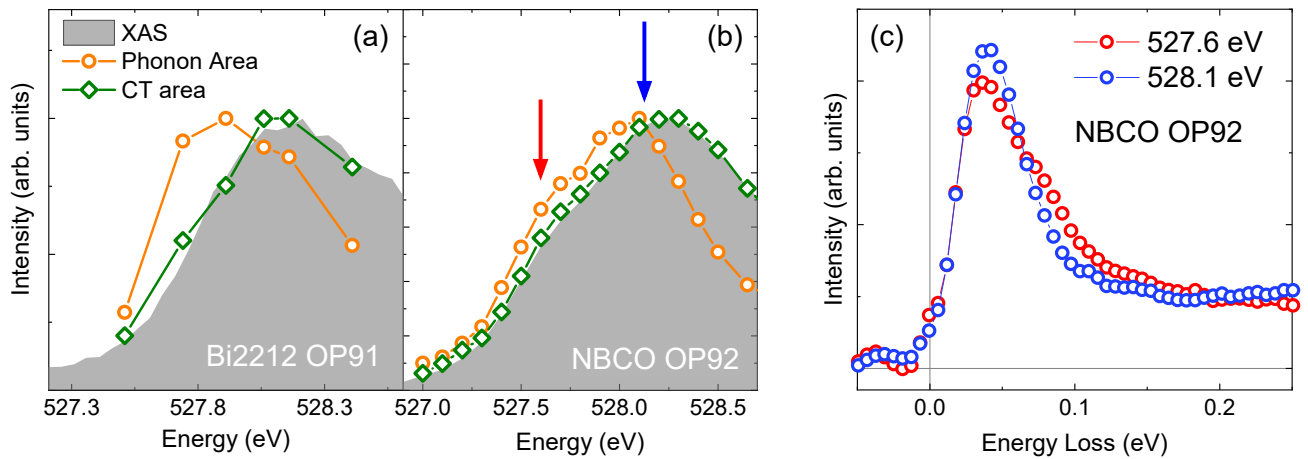 XAS
Phonon Area
CT area
(a)
Bi2212 OP91
Intensity (arb. units)
527.3 527.8 528.3
Energy (eV)
(b)
NBCO OP92
527.0 527.5 528.0 528.5
Energy (eV)
(c)
527.6 eV
528.1 eV
NBCO OP92
Intensity (arb. units)
0.0 0.1 0.2
Energy Loss (eV)